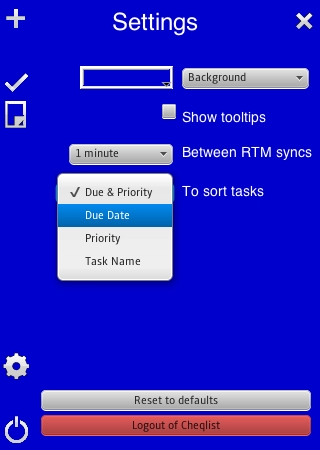 Settings
Background
Show tooltips
1 minute Between RTM syncs
Due & Priority To sort tasks
Due Date
Priority
Task Name
Reset to defaults
Logout of Cheqlist